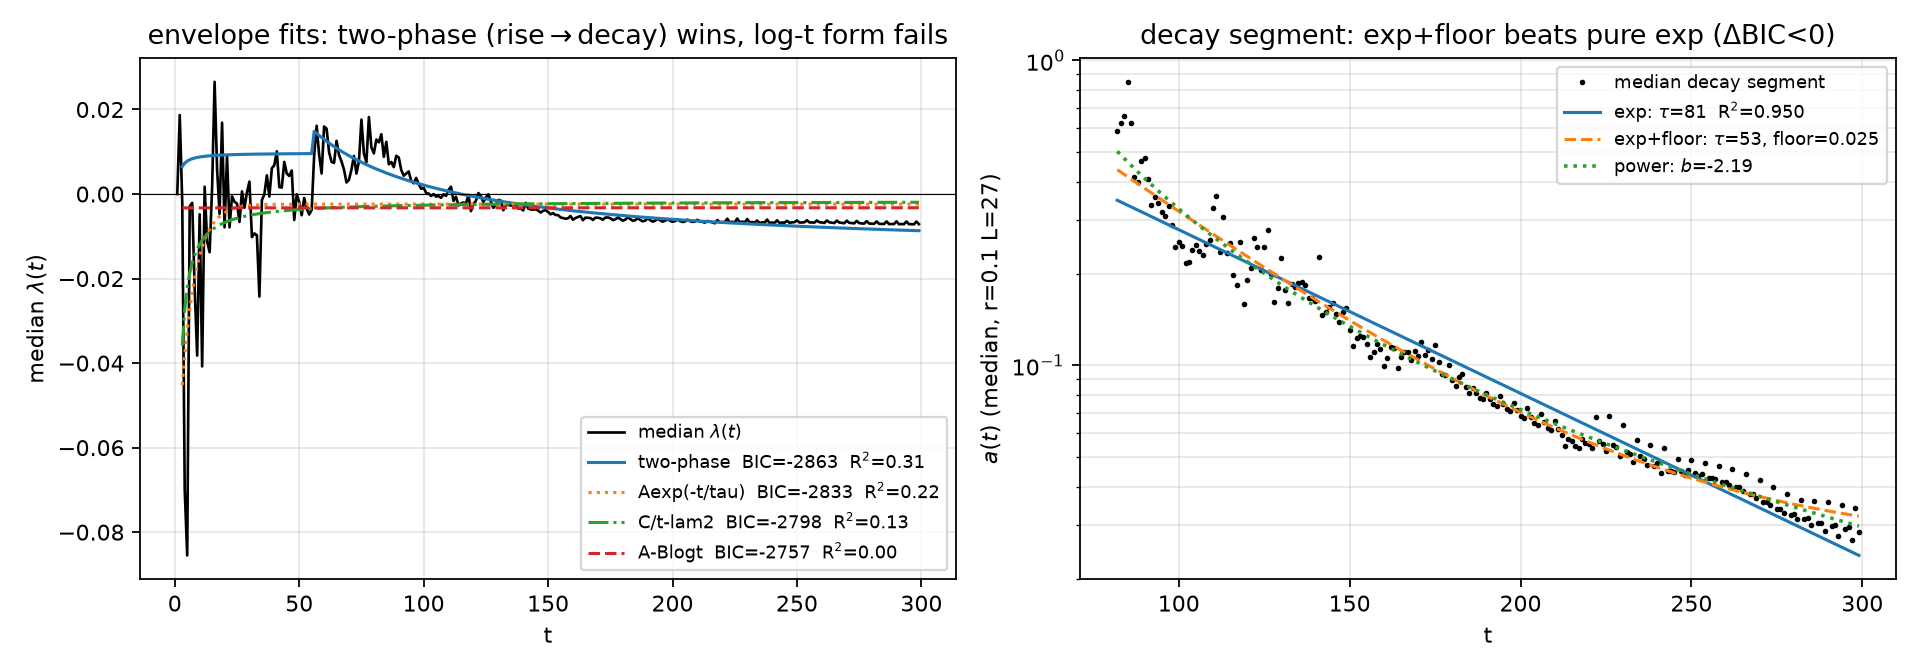 envelope fits: two-phase (rise→decay) wins, log-t form fails
median λ(t)
0.02
0.00
−0.02
−0.04
−0.06
−0.08
median λ(t)
two-phase BIC=-2863 R²=0.31
Aexp(-t/tau) BIC=-2833 R²=0.22
C/t-lam2 BIC=-2798 R²=0.13
A-Blogt BIC=-2757 R²=0.00
0 50 100 150 200 250 300
t
decay segment: exp+floor beats pure exp (ΔBIC<0)
a(t) (median, r=0.1 L=27)
10⁰
10⁻¹
median decay segment
exp: τ=81 R²=0.950
exp+floor: τ=53, floor=0.025
power: b=-2.19
100 150 200 250 300
t